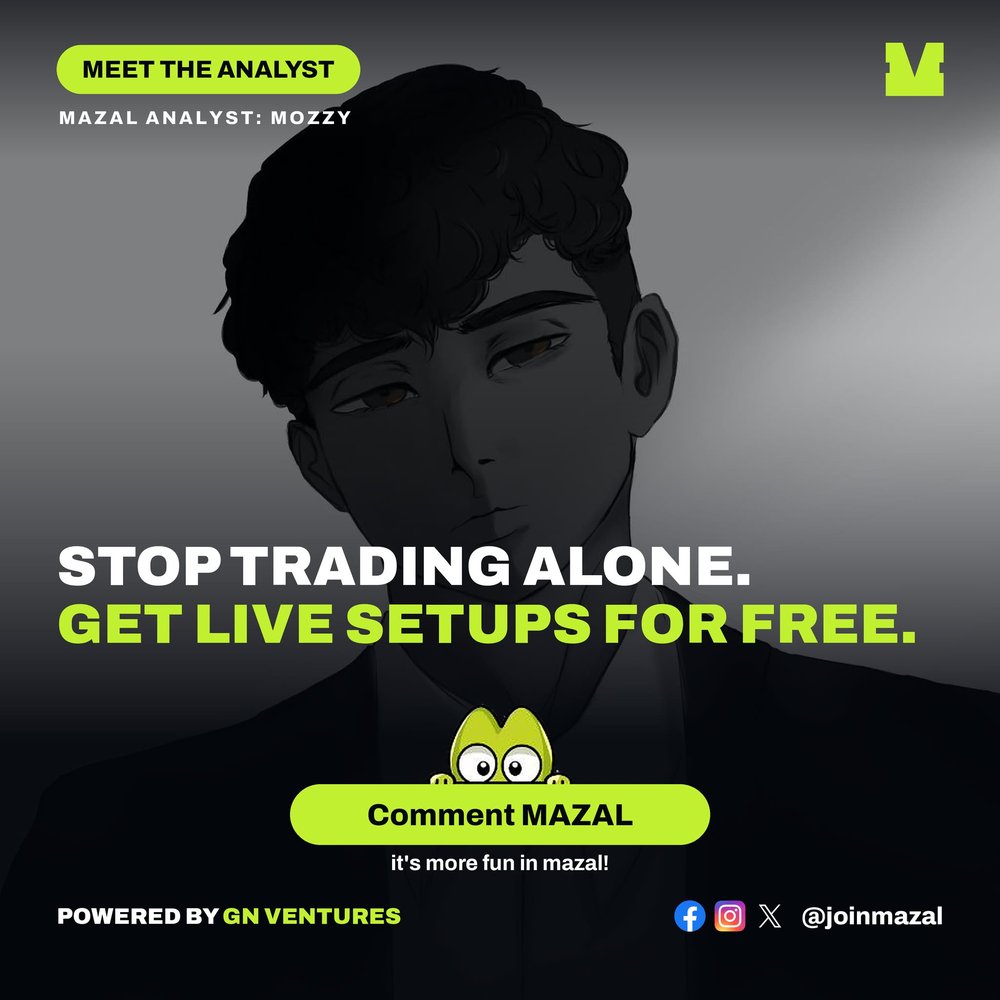 MEET THE ANALYST
MAZAL ANALYST: MOZZY
M
STOP TRADING ALONE.
GET LIVE SETUPS FOR FREE.
Comment MAZAL
it's more fun in mazal!
POWERED BY GN VENTURES
@joinmazal